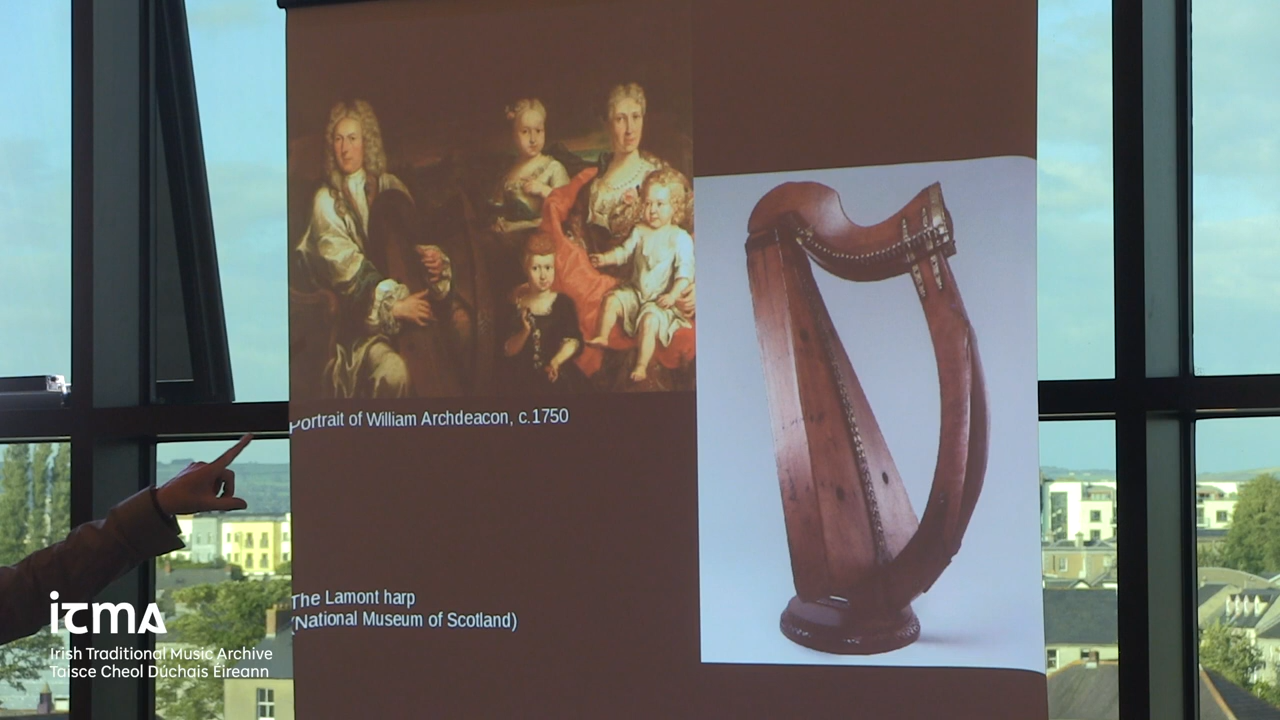 Portrait of William Archdeacon, c.1750
The Lamont harp
(National Museum of Scotland)
itma
Irish Traditional Music Archive
Taisce Cheol Dúchais Éireann